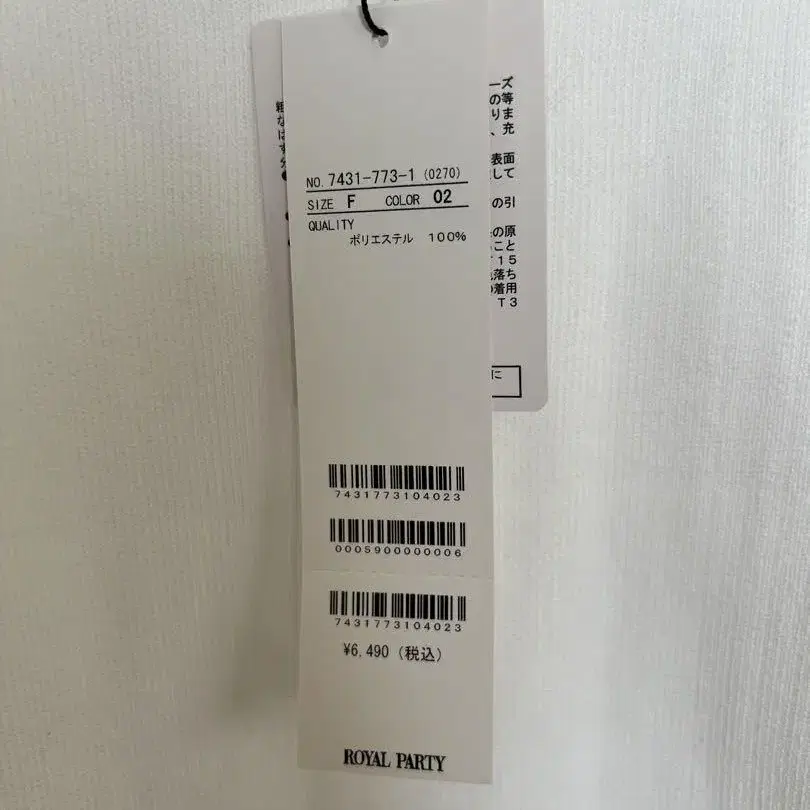 NO. 7431-773-1 (0270)
SIZE F COLOR 02
QUALITY
ポリエステル 100%
7431773104023
0005900000006
7431773104023
¥6,490 (税込)
ROYAL PARTY
ーズ
の等
りま
、充
表面
して
の引
の原
こと
15
落ち
着用
T3
に